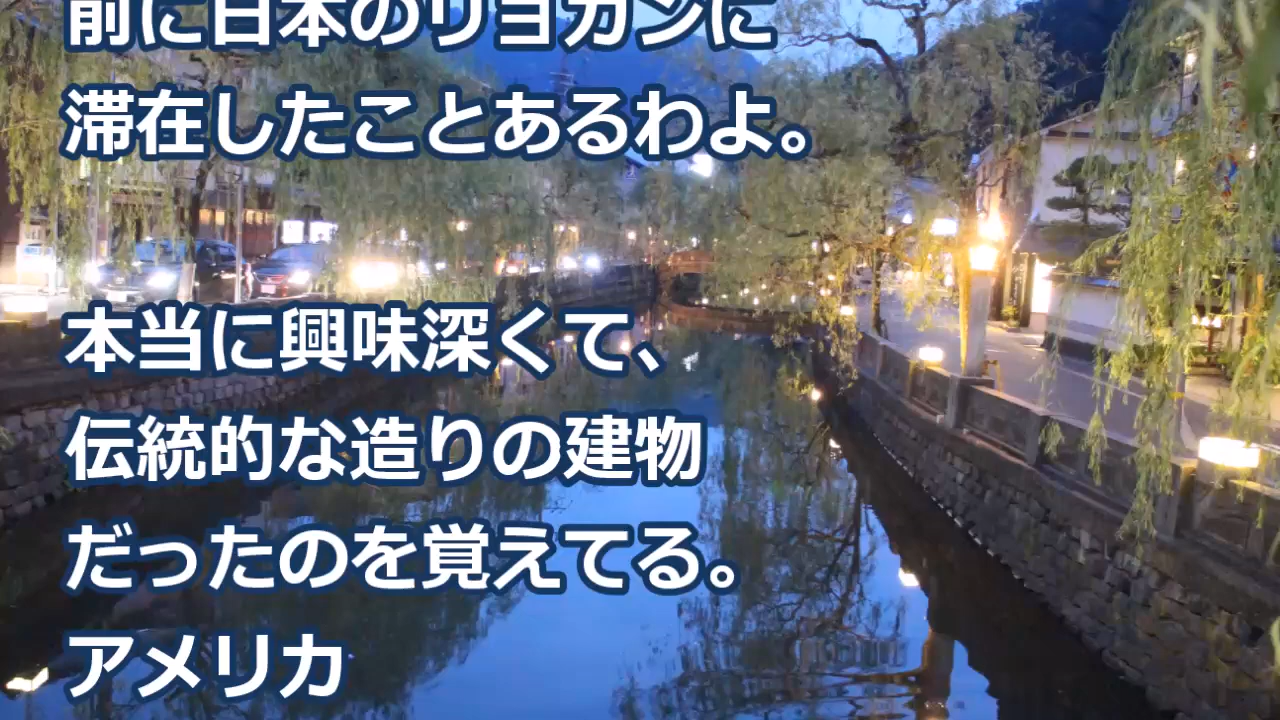 前に日本のリョカンに
滞在したことあるわよ。
本当に興味深くて、
伝統的な造りの建物
だったのを覚えてる。
アメリカ